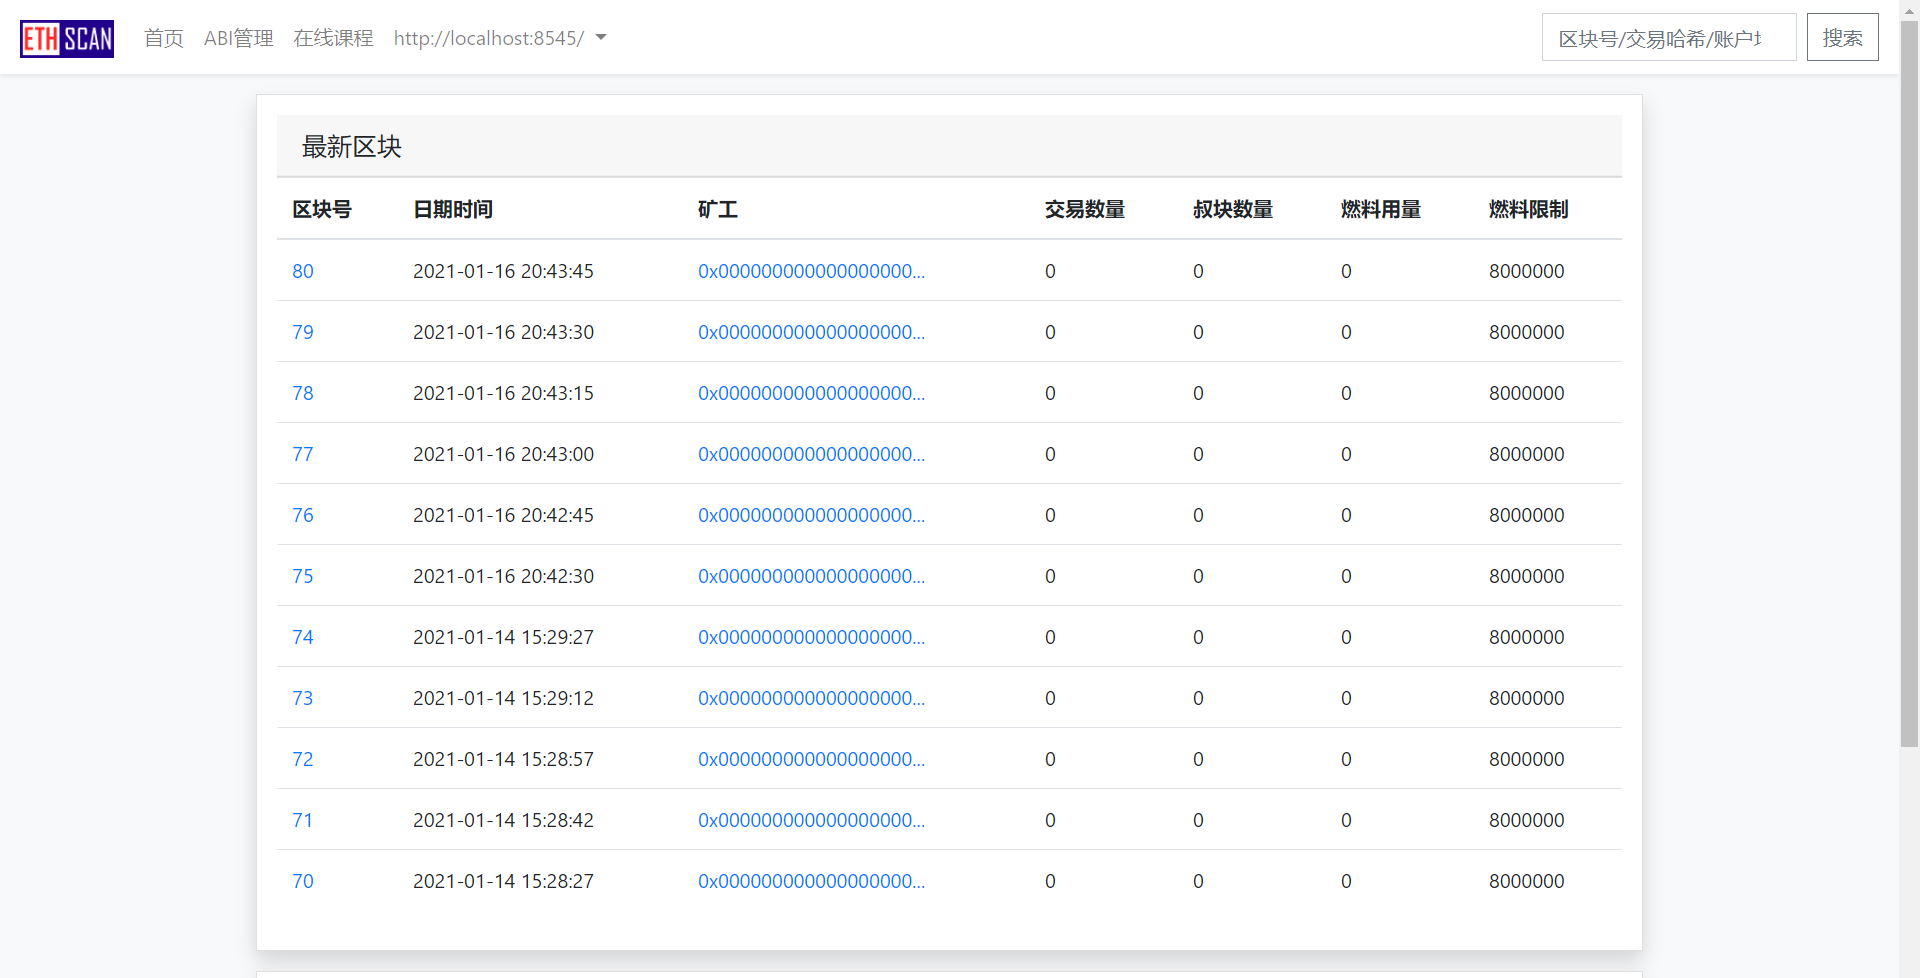 ETH SCAN 首页 ABI管理 在线课程 http://localhost:8545/ 区块号/交易哈希/账户 搜索
最新区块
区块号 日期时间 矿工 交易数量 叔块数量 燃料用量 燃料限制
80 2021-01-16 20:43:45 0x000000000000000000... 0 0 0 8000000
79 2021-01-16 20:43:30 0x000000000000000000... 0 0 0 8000000
78 2021-01-16 20:43:15 0x000000000000000000... 0 0 0 8000000
77 2021-01-16 20:43:00 0x000000000000000000... 0 0 0 8000000
76 2021-01-16 20:42:45 0x000000000000000000... 0 0 0 8000000
75 2021-01-16 20:42:30 0x000000000000000000... 0 0 0 8000000
74 2021-01-14 15:29:27 0x000000000000000000... 0 0 0 8000000
73 2021-01-14 15:29:12 0x000000000000000000... 0 0 0 8000000
72 2021-01-14 15:28:57 0x000000000000000000... 0 0 0 8000000
71 2021-01-14 15:28:42 0x000000000000000000... 0 0 0 8000000
70 2021-01-14 15:28:27 0x000000000000000000... 0 0 0 8000000